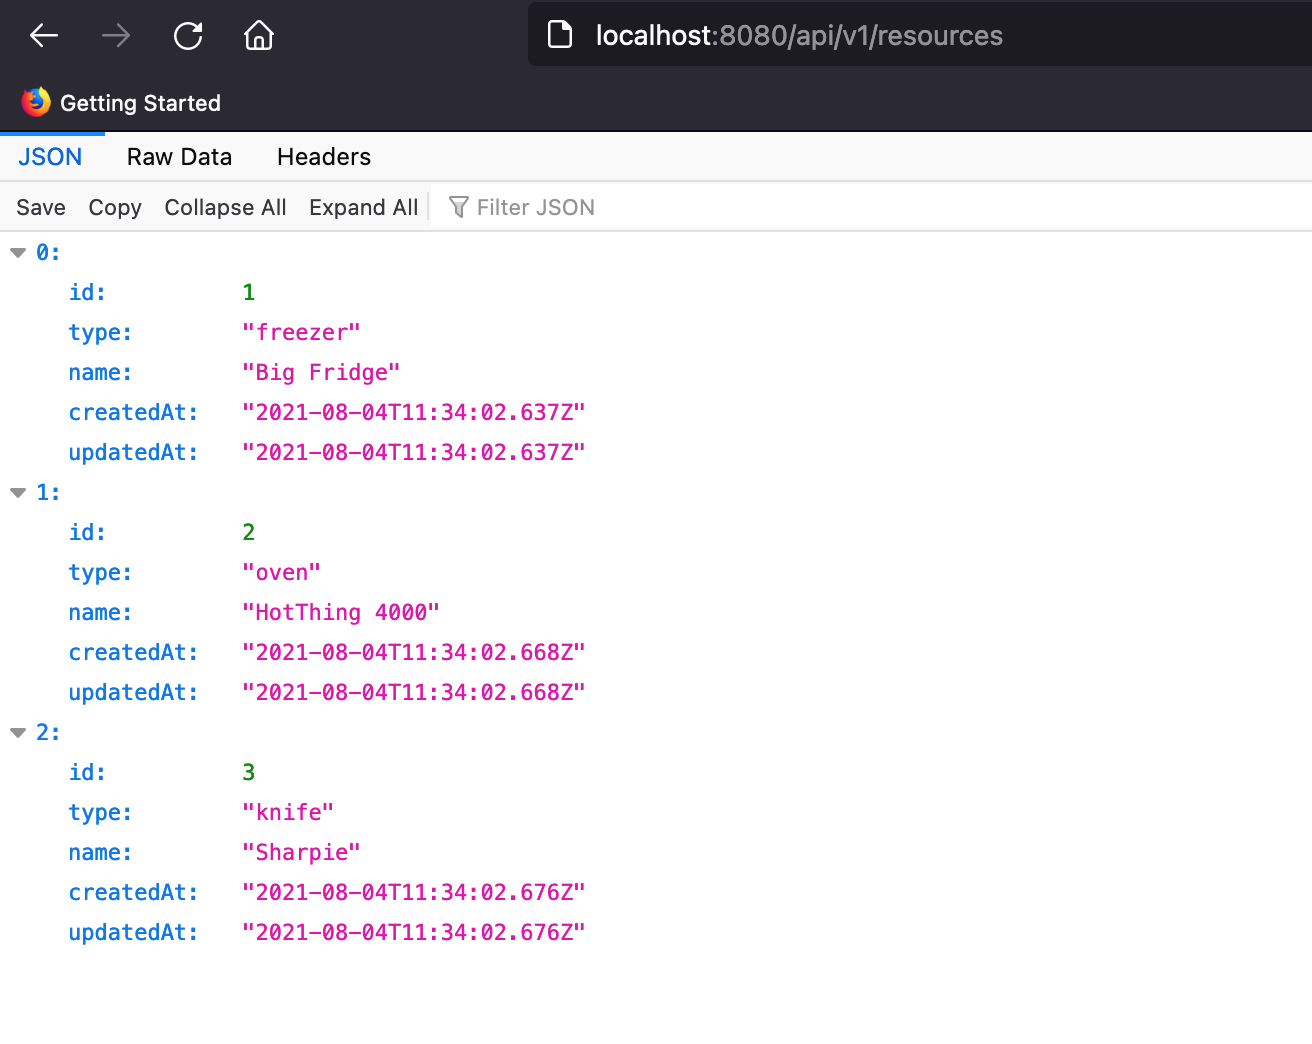 localhost:8080/api/v1/resources
Getting Started
JSON Raw Data Headers
Save Copy Collapse All Expand All Filter JSON
0:
id: 1
type: "freezer"
name: "Big Fridge"
createdAt: "2021-08-04T11:34:02.637Z"
updatedAt: "2021-08-04T11:34:02.637Z"
1:
id: 2
type: "oven"
name: "HotThing 4000"
createdAt: "2021-08-04T11:34:02.668Z"
updatedAt: "2021-08-04T11:34:02.668Z"
2:
id: 3
type: "knife"
name: "Sharpie"
createdAt: "2021-08-04T11:34:02.676Z"
updatedAt: "2021-08-04T11:34:02.676Z"